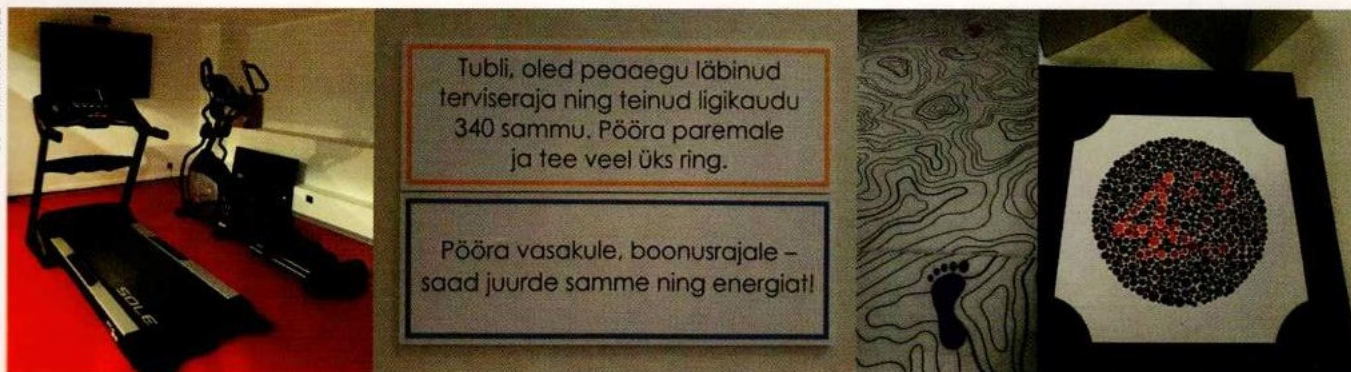 SOLE
Tubli, oled peaaegu läbinud
terviseraja ning teinud ligikaudu
340 sammu. Pööra paremale
ja tee veel üks ring.
Pööra vasakule, boonusrajale –
saad juurde samme ning energiat!